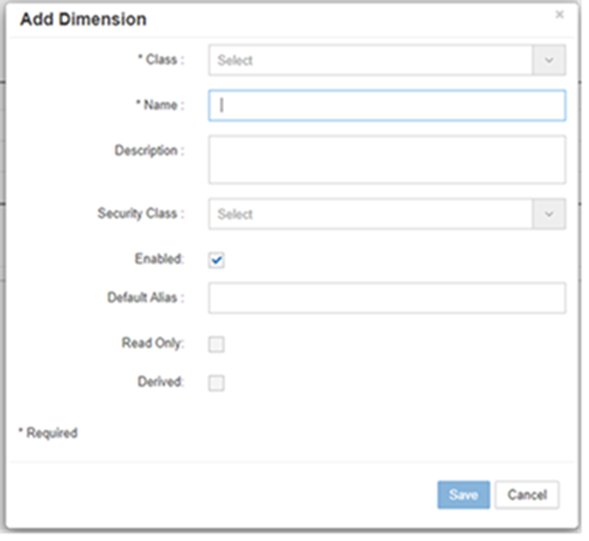 Add Dimension ×
* Class : Select
* Name :
Description :
Security Class : Select
Enabled:
Default Alias :
Read Only:
Derived:
* Required
Save Cancel